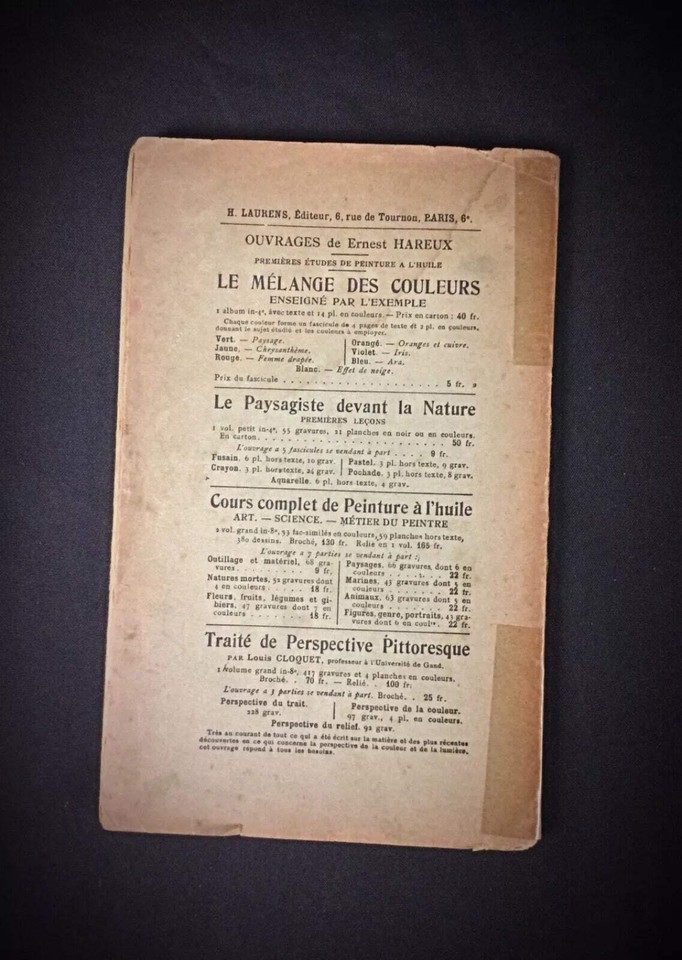 H. LAURENS, Éditeur, 6, rue de Tournon, PARIS, 6e.
OUVRAGES de Ernest HAREUX
PREMIÈRES ÉTUDES DE PEINTURE A L'HUILE
LE MÉLANGE DES COULEURS
ENSEIGNÉ PAR L'EXEMPLE
1 album in-4º, avec texte et 14 pl. en couleurs. — Prix en carton : 40 fr.
Chaque couleur forme un fascicule de 4 pages de texte et 2 pl. en couleurs,
donnant le sujet étudié et les couleurs à employer.
Vert. — Paysage.
Jaune. — Chrysanthème.
Rouge. — Femme drapée.
Orangé. — Oranges et cuivre.
Violet. — Iris.
Bleu. — Ara.
Blanc. — Effet de neige.
Prix du fascicule . . . . . . . . . . . . . . . . . . . . 5 fr. »
Le Paysagiste devant la Nature
PREMIÈRES LEÇONS
1 vol. petit in-4º, 55 gravures, 21 planches en noir ou en couleurs.
En carton. . . . . . . . . . . . . . . . . . . . . . . 50 fr.
L'ouvrage a 5 fascicules se vendant à part . . . . 9 fr.
Fusain. 6 pl. hors texte, 10 grav.
Crayon. 3 pl. hors texte, 24 grav.
Pastel. 3 pl. hors texte, 9 grav.
Pochade. 3 pl. hors texte, 8 grav.
Aquarelle. 6 pl. hors texte, 4 grav.
Cours complet de Peinture à l'huile
ART. — SCIENCE. — MÉTIER DU PEINTRE
2 vol. grand in-8º, 33 fac-similés en couleurs, 59 planches hors texte,
380 dessins. Broché, 130 fr. Relié en 1 vol. 165 fr.
L'ouvrage a 7 parties se vendant à part :
Outillage et matériel, 68 gra-
vures. . . . . . . . . 9 fr.
Natures mortes, 52 gravures dont
4 en couleurs . . . . . 18 fr.
Fleurs, fruits, légumes et gi-
biers, 47 gravures dont 7 en
couleurs . . . . . . . 18 fr.
Paysages, 66 gravures, dont 6 en
couleurs . . . . . . . 22 fr.
Marines, 43 gravures dont 5 en
couleurs . . . . . . . 22 fr.
Animaux, 63 gravures dont 5 en
couleurs . . . . . . . 22 fr.
Figures, genre, portraits, 41 gra-
vures dont 6 en coulrs. 22 fr.
Traité de Perspective Pittoresque
PAR Louis CLOQUET, professeur à l'Université de Gand.
1 volume grand in-8º, 417 gravures et 4 planches en couleurs.
Broché. . 70 fr. — Relié. . 100 fr.
L'ouvrage a 3 parties se vendant à part. Broché. . 25 fr.
Perspective du trait.
228 grav.
Perspective de la couleur.
97 grav., 4 pl. en couleurs.
Perspective du relief. 92 grav.
Très au courant de tout ce qui a été écrit sur la matière et des plus récentes
découvertes en ce qui concerne la perspective de la couleur et de la lumière,
cet ouvrage répond à tous les besoins.